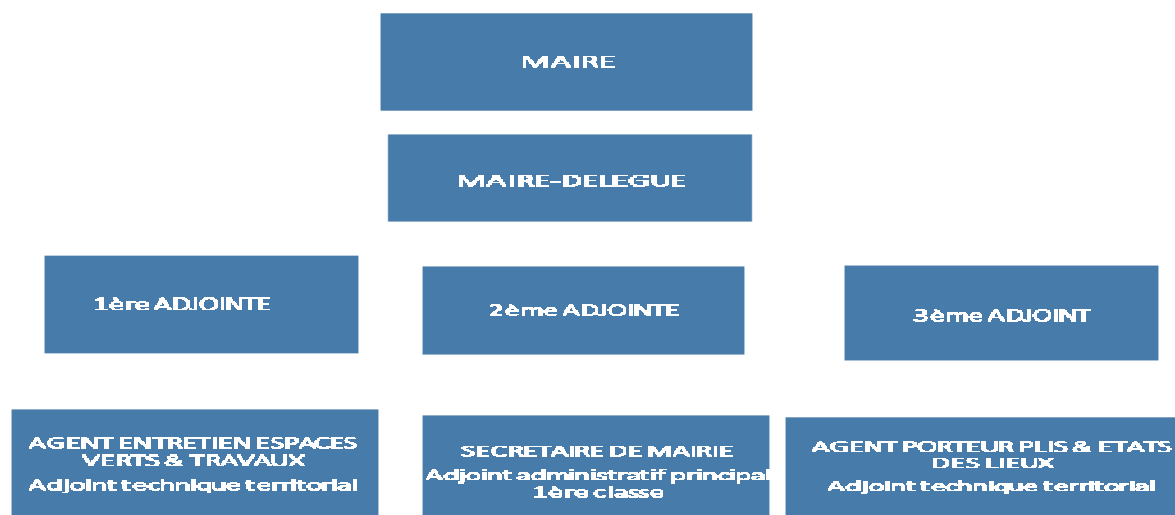 MAIRE
MAIRE-DELEGUE
1ère ADJOINTE
2ème ADJOINTE
3ème ADJOINT
AGENT ENTRETIEN ESPACES
VERTS & TRAVAUX
Adjoint technique territorial
SECRETAIRE DE MAIRIE
Adjoint administratif principal
1ère classe
AGENT PORTEUR PLIS & ETATS
DES LIEUX
Adjoint technique territorial